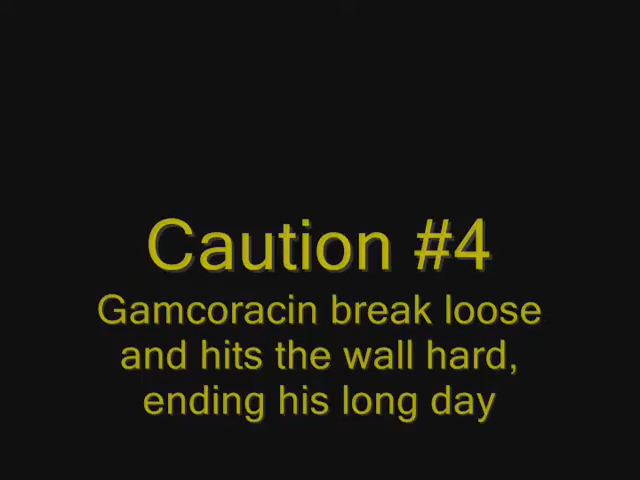 Caution #4
Gamcoracin break loose
and hits the wall hard,
ending his long day